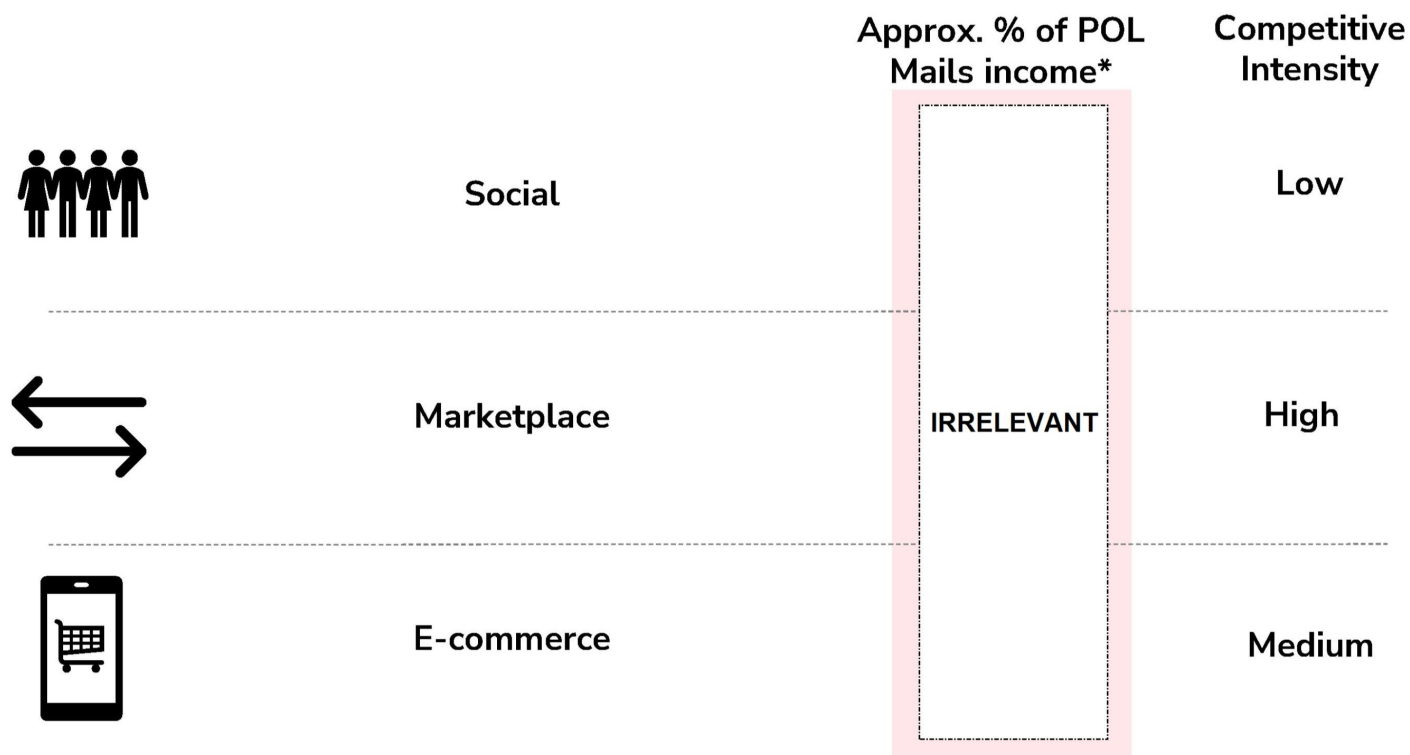 Approx. % of POL
Mails income*
Competitive
Intensity
Social
Low
Marketplace
IRRELEVANT
High
E-commerce
Medium